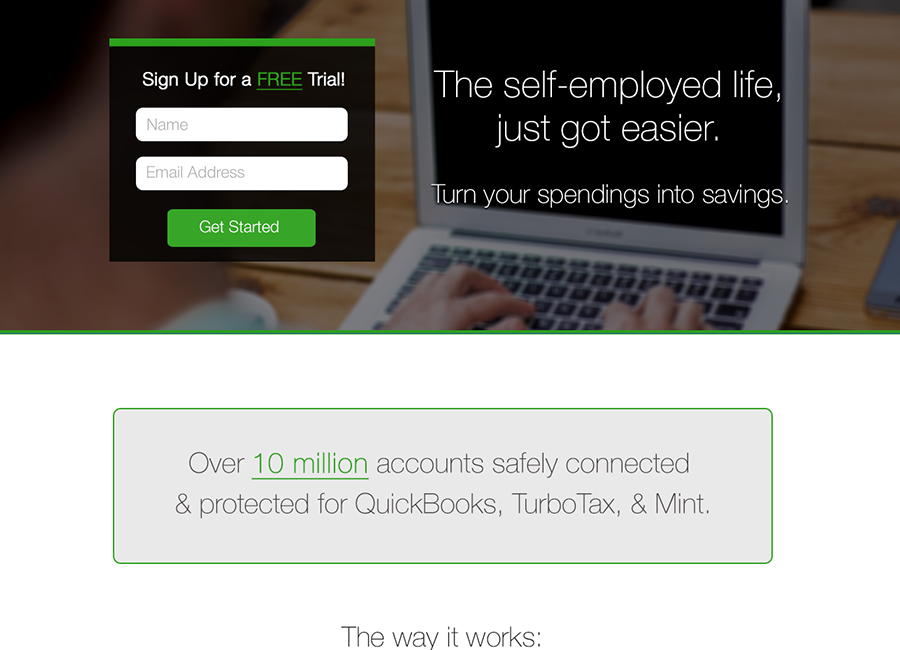 Sign Up for a FREE Trial!
Name
Email Address
Get Started
The self-employed life,
just got easier.
Turn your spendings into savings.
Over 10 million accounts safely connected
& protected for QuickBooks, TurboTax, & Mint.
The way it works: